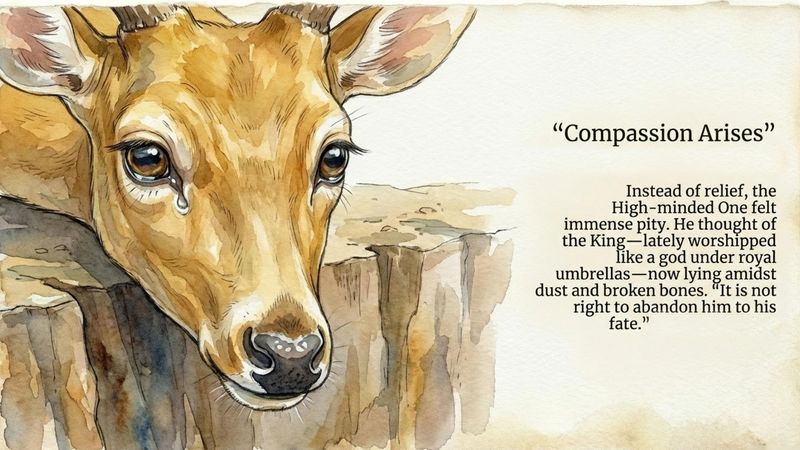 “Compassion Arises”
Instead of relief, the
High-minded One felt
immense pity. He thought of
the King—lately worshipped
like a god under royal
umbrellas—now lying amidst
dust and broken bones. “It is not
right to abandon him to his
fate.”